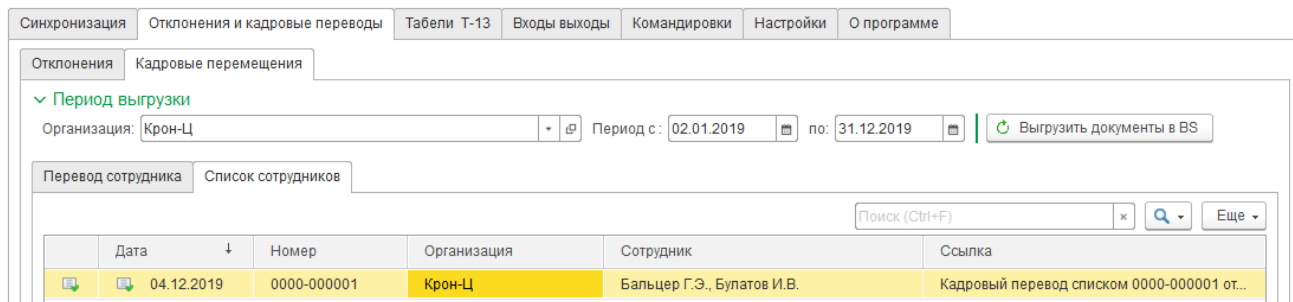 Синхронизация Отклонения и кадровые переводы Табели Т-13 Входы выходы Командировки Настройки О программе
Отклонения Кадровые перемещения
Период выгрузки
Организация: Крон-Ц Период с: 02.01.2019 по: 31.12.2019 Выгрузить документы в BS
Перевод сотрудника Список сотрудников
Поиск (Ctrl+F) × Еще
Дата ↓ Номер Организация Сотрудник Ссылка
04.12.2019 0000-000001 Крон-Ц Бальцер Г.Э., Булатов И.В. Кадровый перевод списком 0000-000001 от...